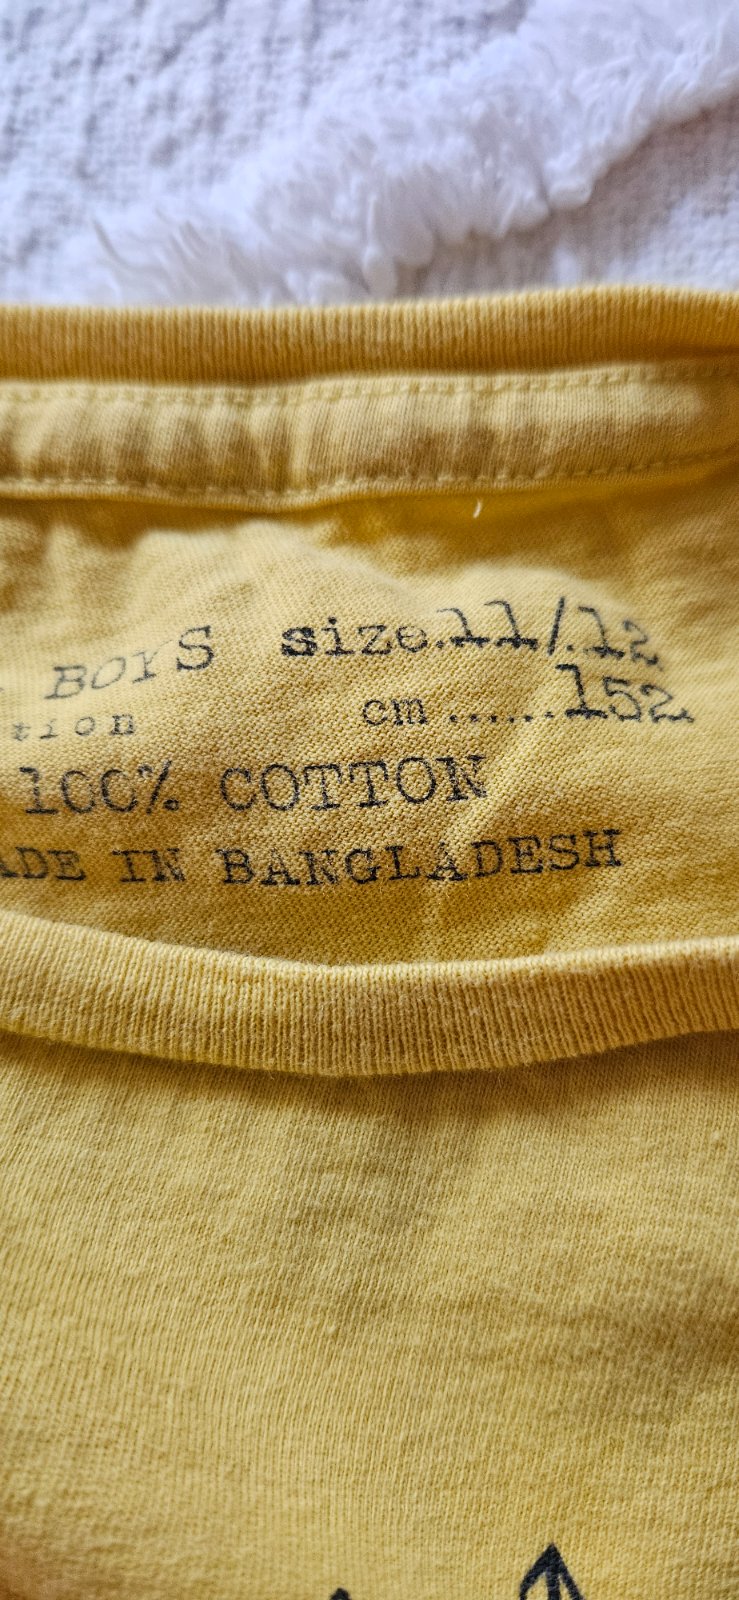 BOYS size.11/.12
tion cm ......152
100% COTTON
ADE IN BANGLADESH